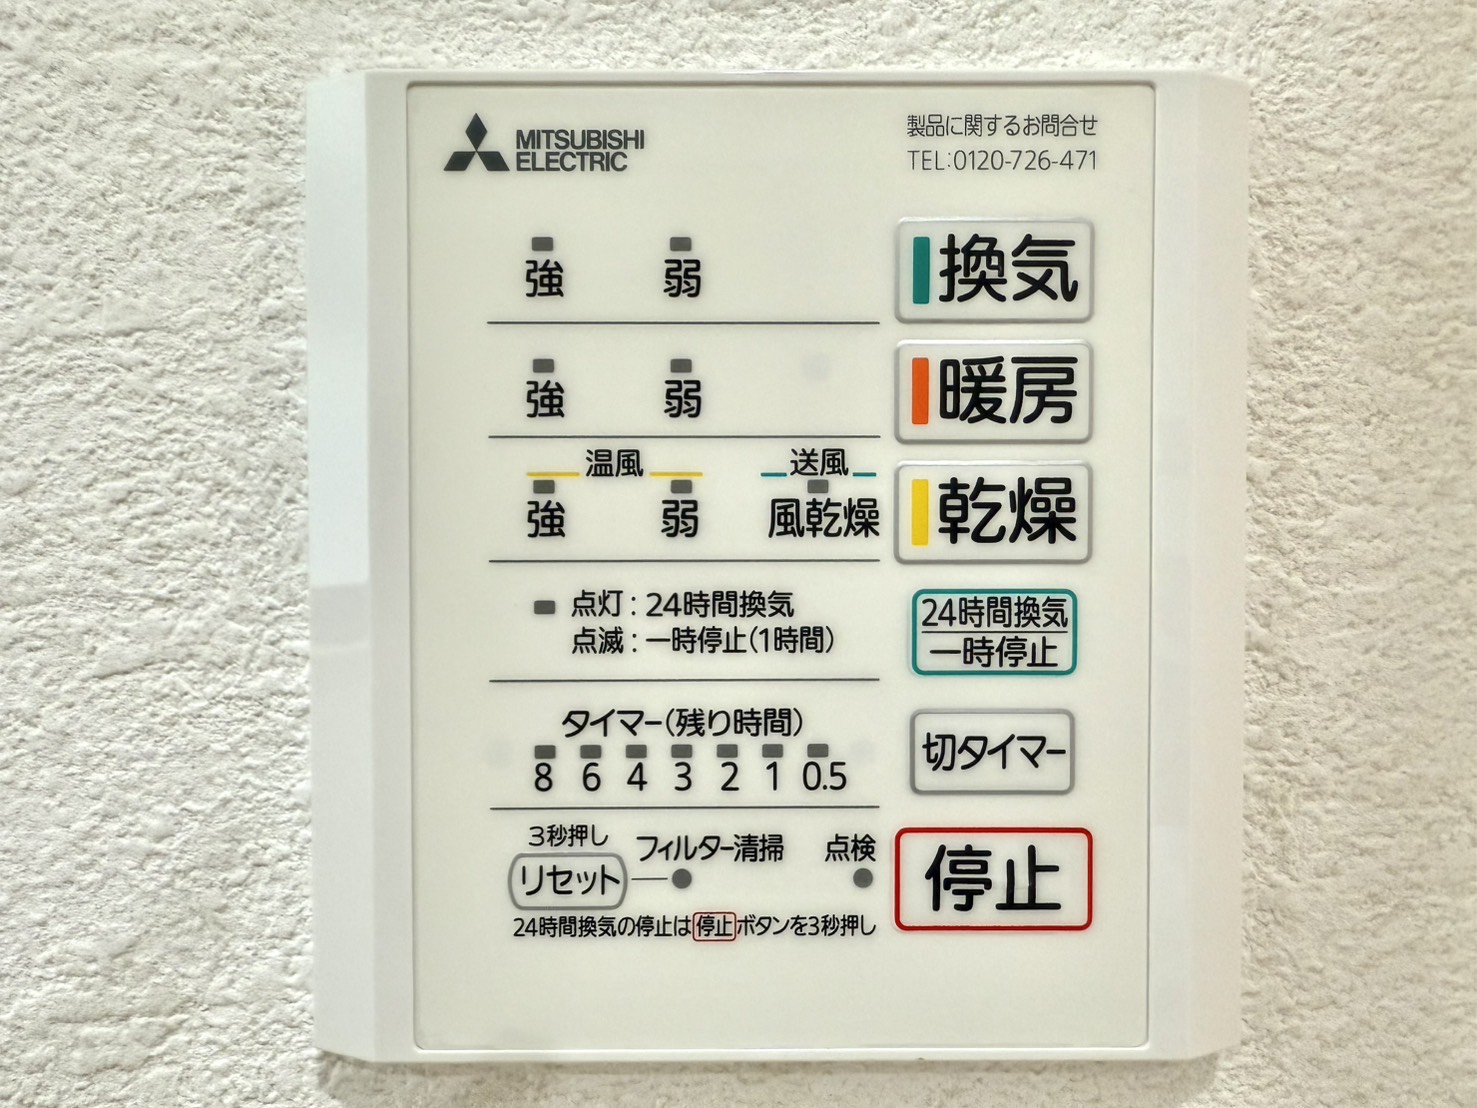 MITSUBISHI
ELECTRIC
製品に関するお問合せ
TEL:0120-726-471
強 弱 換気
強 弱 暖房
温風 送風
強 弱 風乾燥 乾燥
点灯:24時間換気
点滅:一時停止(1時間)
24時間換気
一時停止
タイマー(残り時間)
8 6 4 3 2 1 0.5
切タイマー
3秒押し
リセット フィルター清掃 点検
停止
24時間換気の停止は停止ボタンを3秒押し